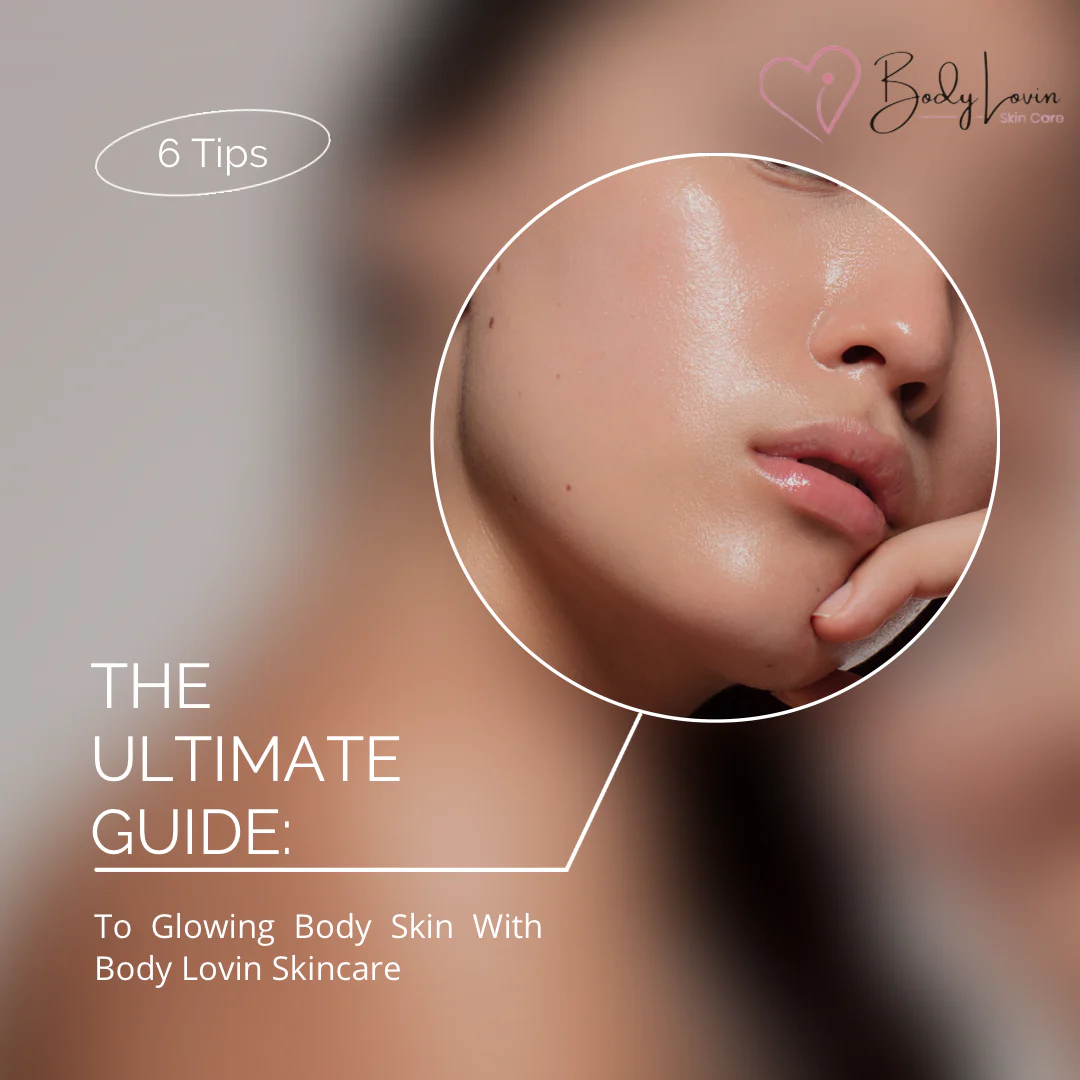 Body Lovin
Skin Care
6 Tips
THE
ULTIMATE
GUIDE:
To Glowing Body Skin With
Body Lovin Skincare